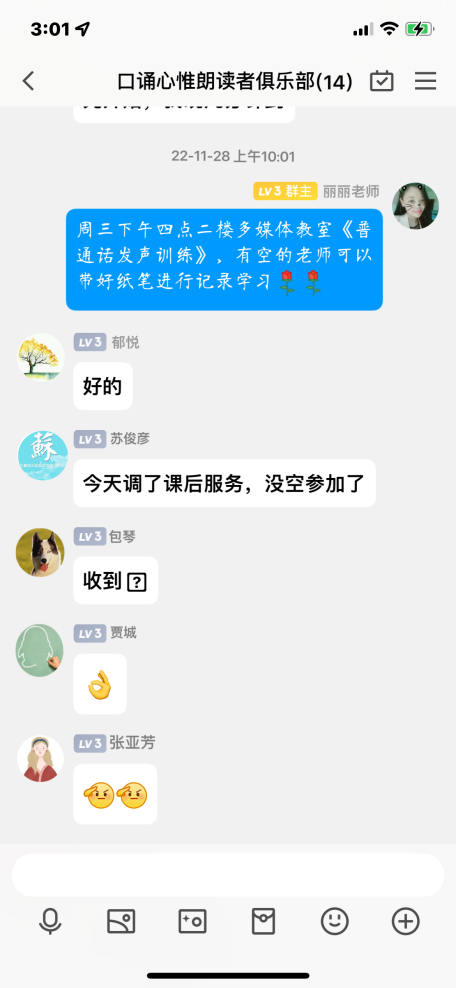 3:01
口诵心惟朗读者俱乐部(14)
22-11-28 上午10:01
LV3 群主 丽丽老师
周三下午四点二楼多媒体教室《普
通话发声训练》，有空的老师可以
带好纸笔进行记录学习🌹🌹
LV3 郁悦
好的
LV3 苏俊彦
蘇
今天调了课后服务，没空参加了
LV3 包琴
收到
LV3 贾城
👌
LV3 张亚芳